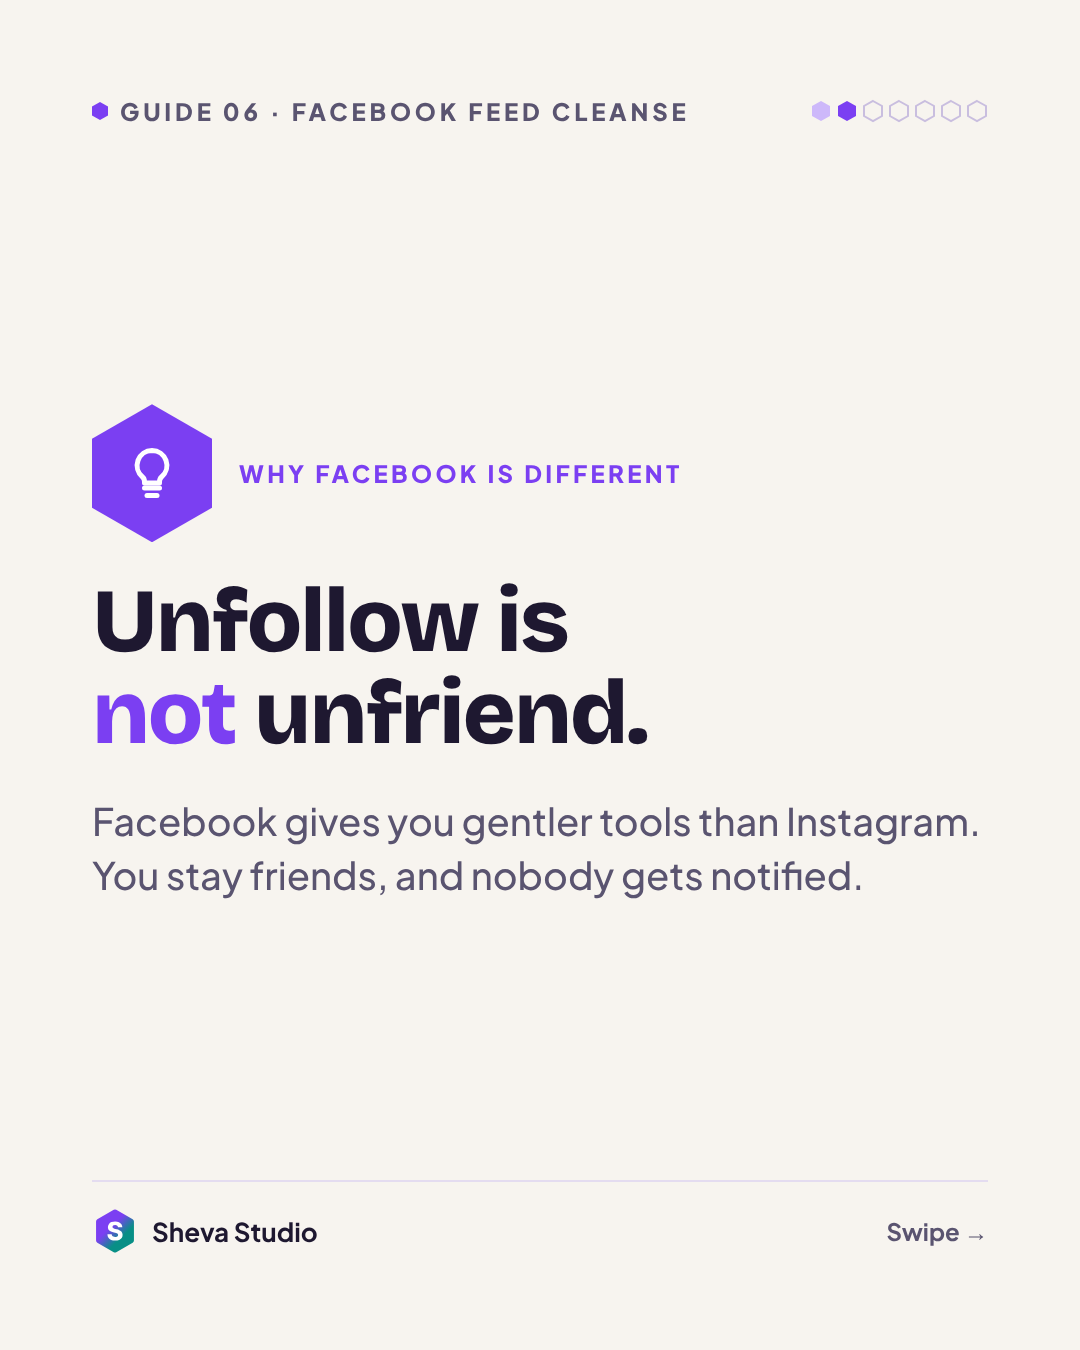 GUIDE 06 · FACEBOOK FEED CLEANSE
WHY FACEBOOK IS DIFFERENT
Unfollow is
not unfriend.
Facebook gives you gentler tools than Instagram.
You stay friends, and nobody gets notified.
S Sheva Studio
Swipe →